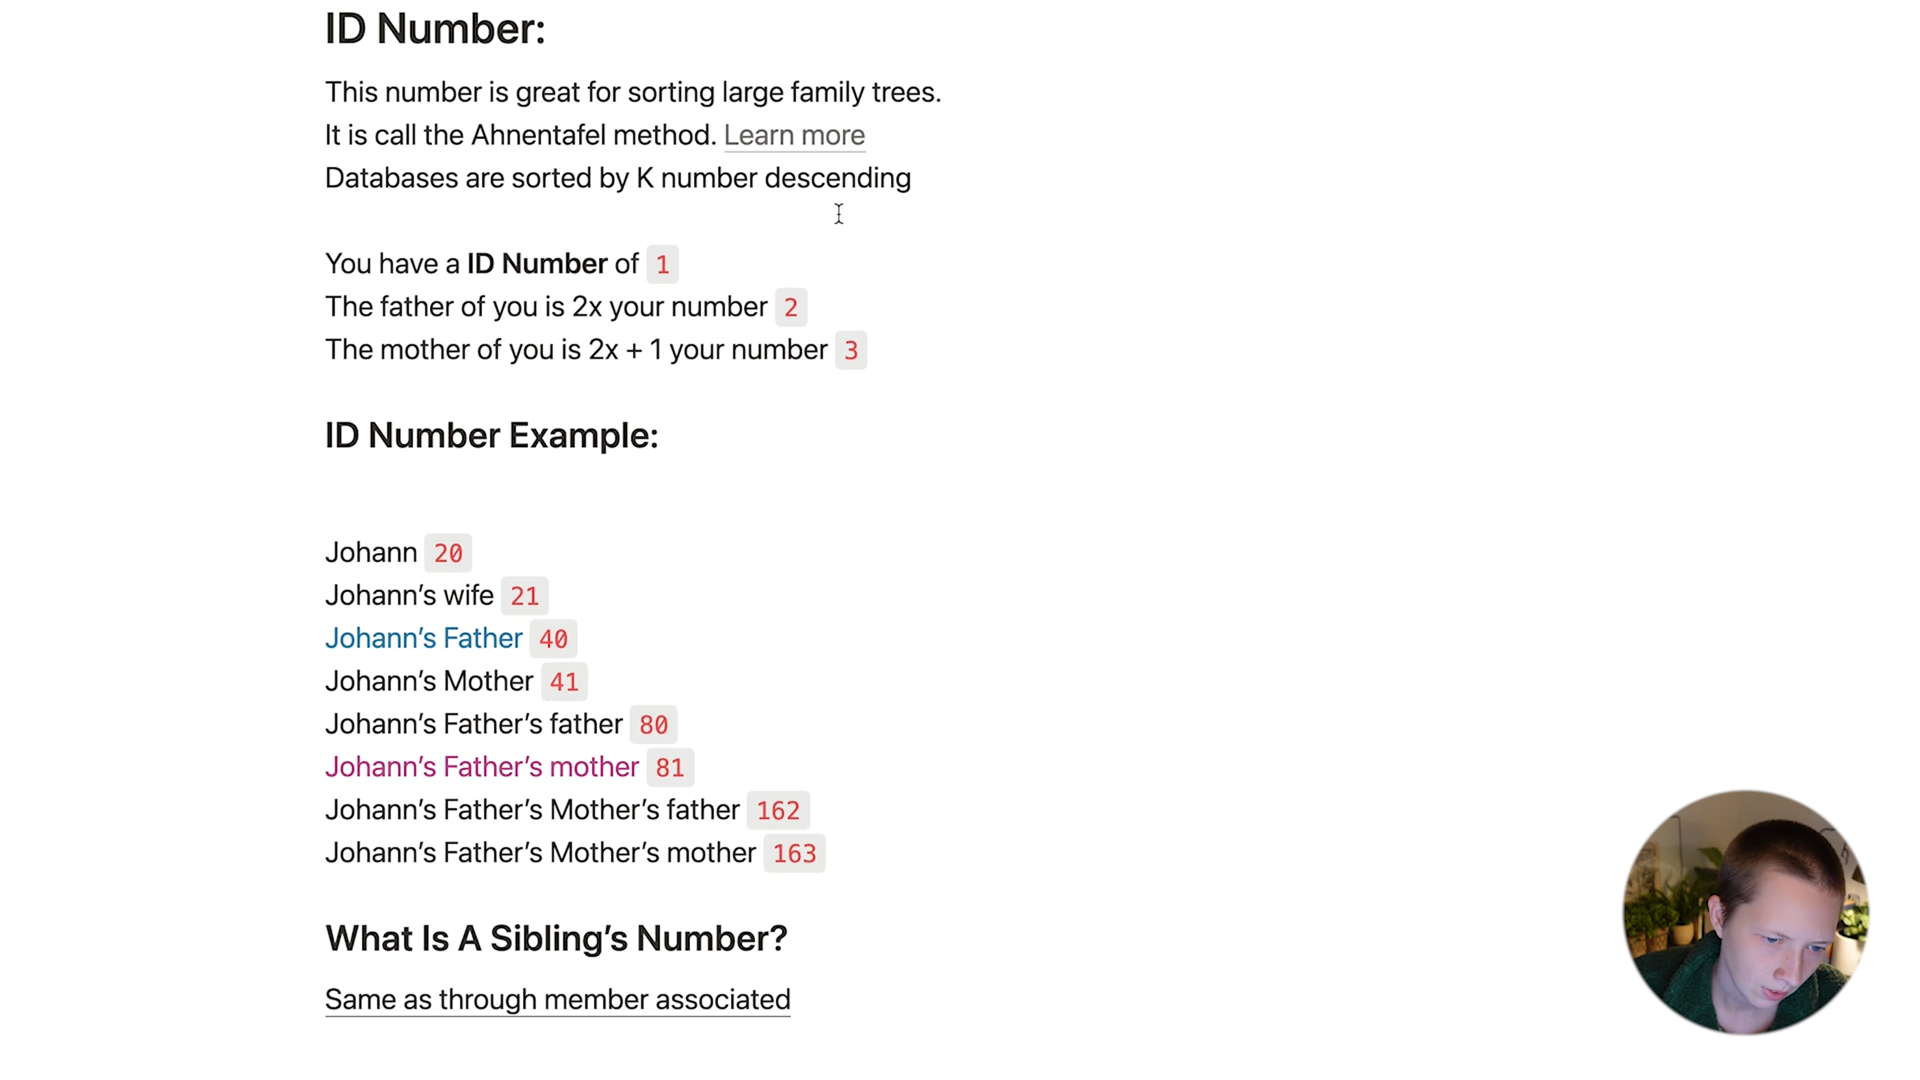 ID Number:
This number is great for sorting large family trees.
It is call the Ahnentafel method. Learn more
Databases are sorted by K number descending
You have a ID Number of 1
The father of you is 2x your number 2
The mother of you is 2x + 1 your number 3
ID Number Example:
Johann 20
Johann’s wife 21
Johann’s Father 40
Johann’s Mother 41
Johann’s Father’s father 80
Johann’s Father’s mother 81
Johann’s Father’s Mother’s father 162
Johann’s Father’s Mother’s mother 163
What Is A Sibling’s Number?
Same as through member associated